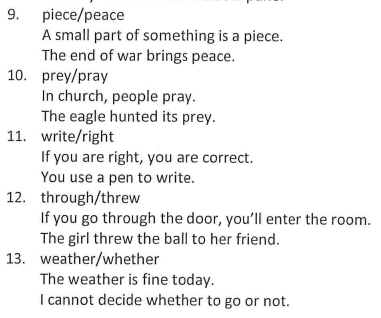 9. piece/peace
A small part of something is a piece.
The end of war brings peace.
10. prey/pray
In church, people pray.
The eagle hunted its prey.
11. write/right
If you are right, you are correct.
You use a pen to write.
12. through/threw
If you go through the door, you'll enter the room.
The girl threw the ball to her friend.
13. weather/whether
The weather is fine today.
I cannot decide whether to go or not.